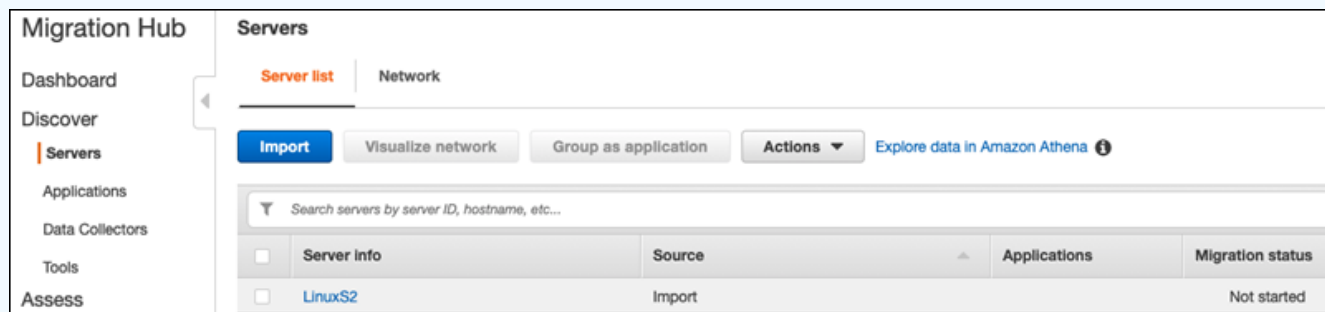 Migration Hub
Dashboard
Discover
Servers
Applications
Data Collectors
Tools
Assess
Servers
Server list Network
Import Visualize network Group as application Actions Explore data in Amazon Athena
Search servers by server ID, hostname, etc...
Server info Source Applications Migration status
LinuxS2 Import Not started